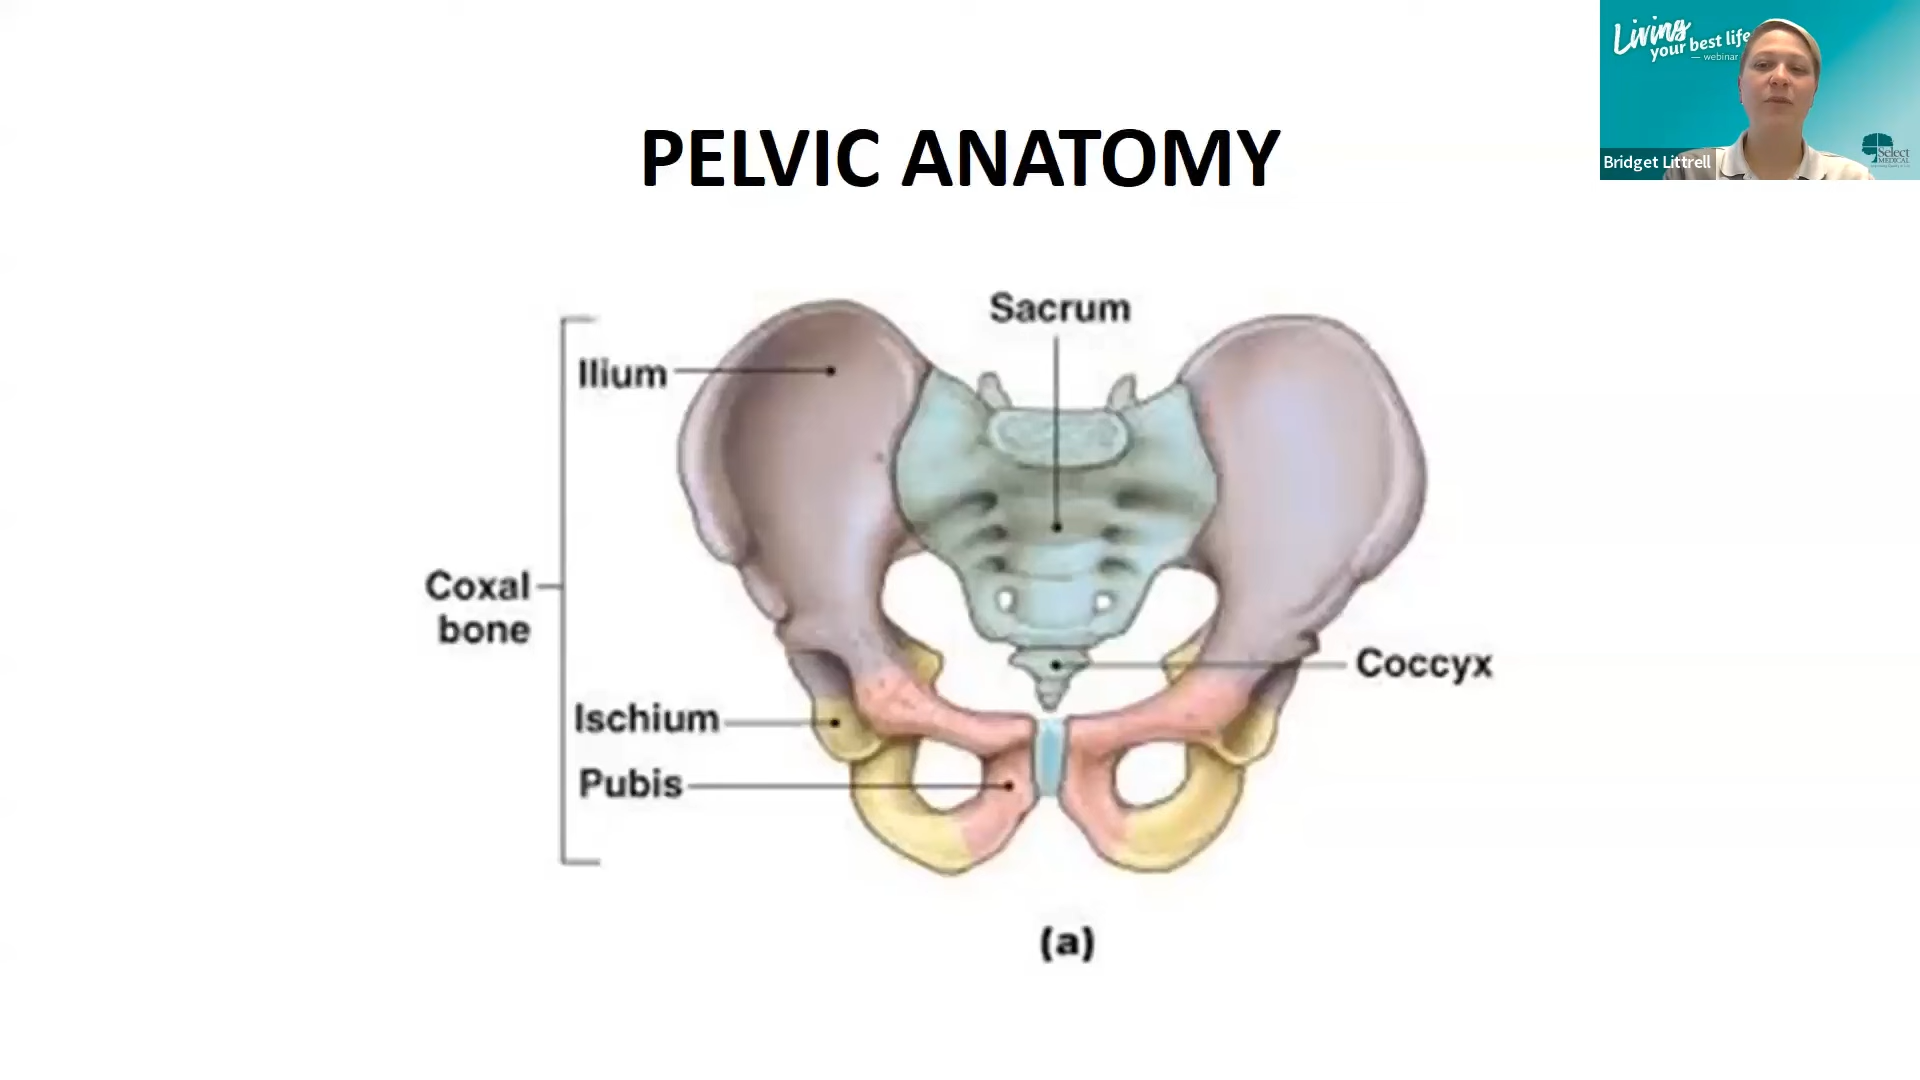 Living
your best life
— webinar
Select
MEDICAL
Bridget Littrell
PELVIC ANATOMY
Sacrum
Ilium
Coxal
bone
Coccyx
Ischium
Pubis
(a)